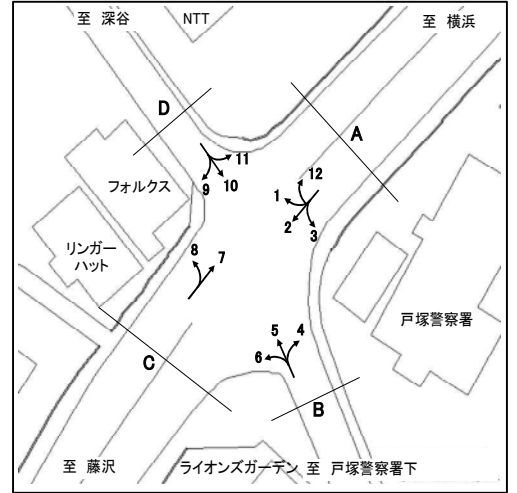 至 深谷
NTT
至 横浜
D
A
11
12
フォルクス
9
10
1
2
3
リンガー
ハット
8
7
戸塚警察署
5
4
6
C
B
至 藤沢
ライオンズガーデン
至 戸塚警察署下